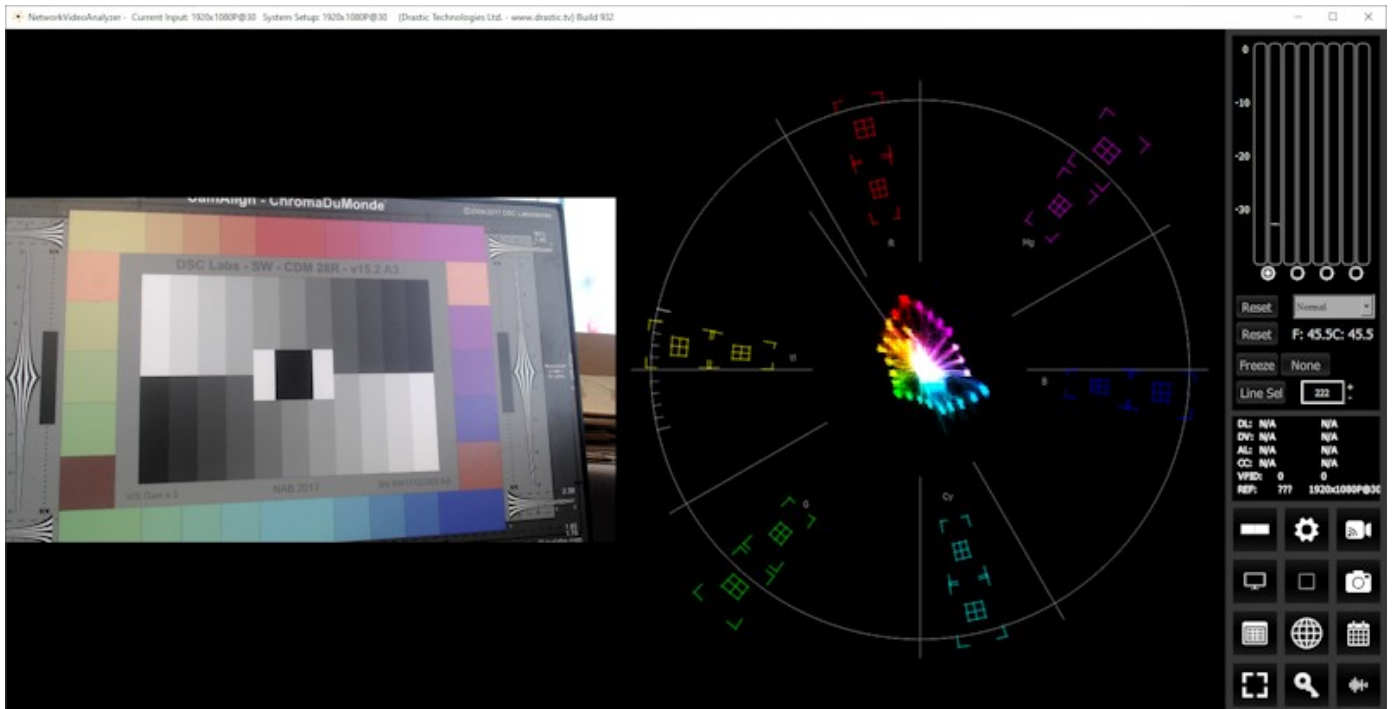 NetworkVideoAnalyzer - Current Input: 1920x1080P@30 System Setup: 1920x1080P@30 (Drastic Technologies Ltd. - www.drastic.tv) Build 932
CamAlign - ChromaDuMonde
DSC Labs - SW - CDM 28R - v15.2 A3
NAB 2017
R
Mg
Yl
B
G
Cy
0
-10
-20
-30
Reset Normal
Reset F: 45.5C: 45.5
Freeze None
Line Sel 222
DL: N/A N/A
DV: N/A N/A
AL: N/A N/A
CC: N/A N/A
VPID: 0 0
REF: ??? 1920x1080P@30